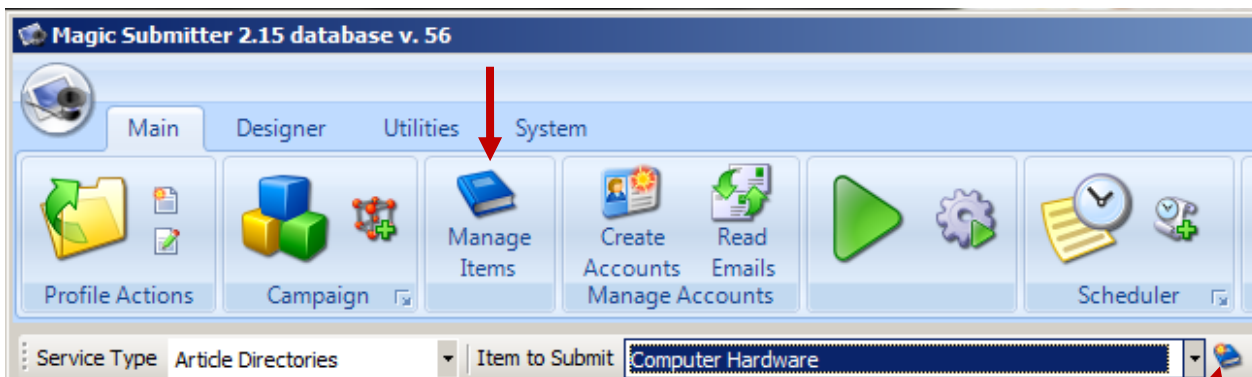 Magic Submitter 2.15 database v. 56
Main Designer Utilities System
Manage Items
Create Accounts
Read Emails
Profile Actions Campaign Manage Accounts Scheduler
Service Type Article Directories Item to Submit Computer Hardware